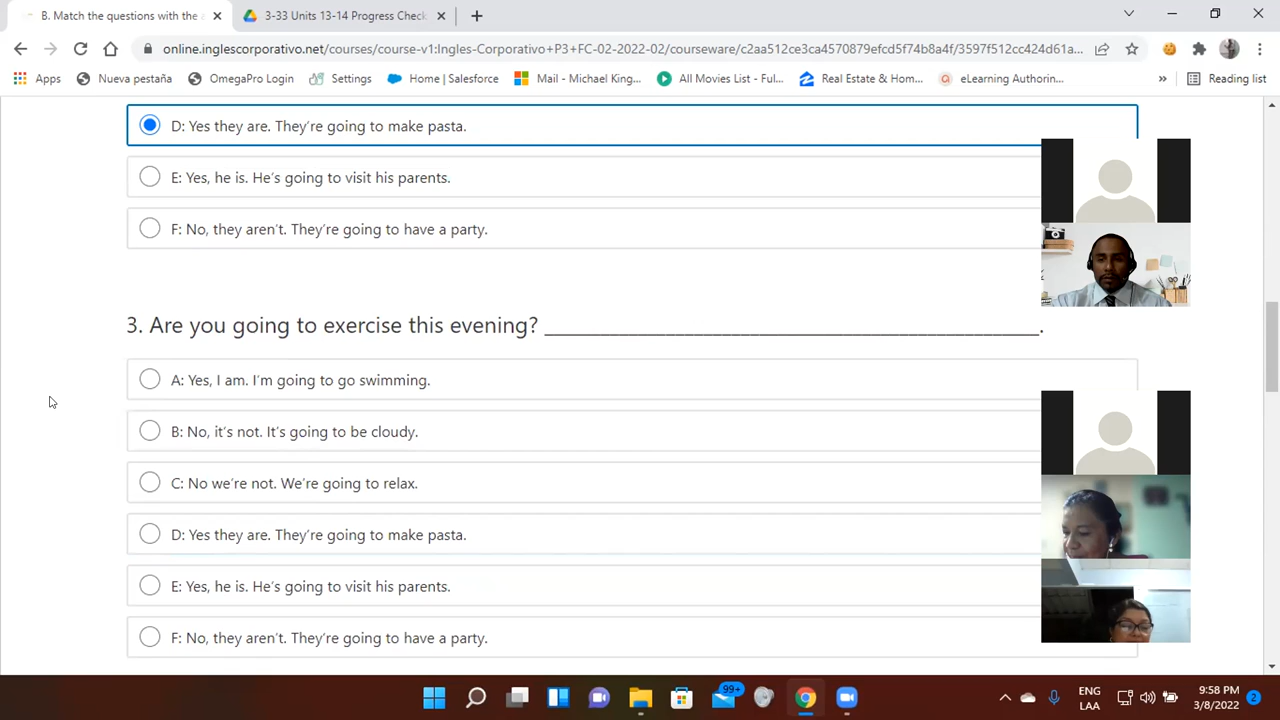 B. Match the questions with the a
3-33 Units 13-14 Progress Check
online.inglescorporativo.net/courses/course-v1:Ingles-Corporativo+P3+FC-02-2022-02/courseware/c2aa512ce3ca4570879efcd5f74b8a4f/3597f512cc424d61a...
Apps Nueva pestaña OmegaPro Login Settings Home | Salesforce Mail - Michael King... All Movies List - Ful... Real Estate & Hom... eLearning Authorin... » Reading list
D: Yes they are. They're going to make pasta.
E: Yes, he is. He's going to visit his parents.
F: No, they aren't. They're going to have a party.
3. Are you going to exercise this evening? ______________________________________________.
A: Yes, I am. I'm going to go swimming.
B: No, it's not. It's going to be cloudy.
C: No we're not. We're going to relax.
D: Yes they are. They're going to make pasta.
E: Yes, he is. He's going to visit his parents.
F: No, they aren't. They're going to have a party.
99+
ENG
LAA
9:58 PM
3/8/2022
2